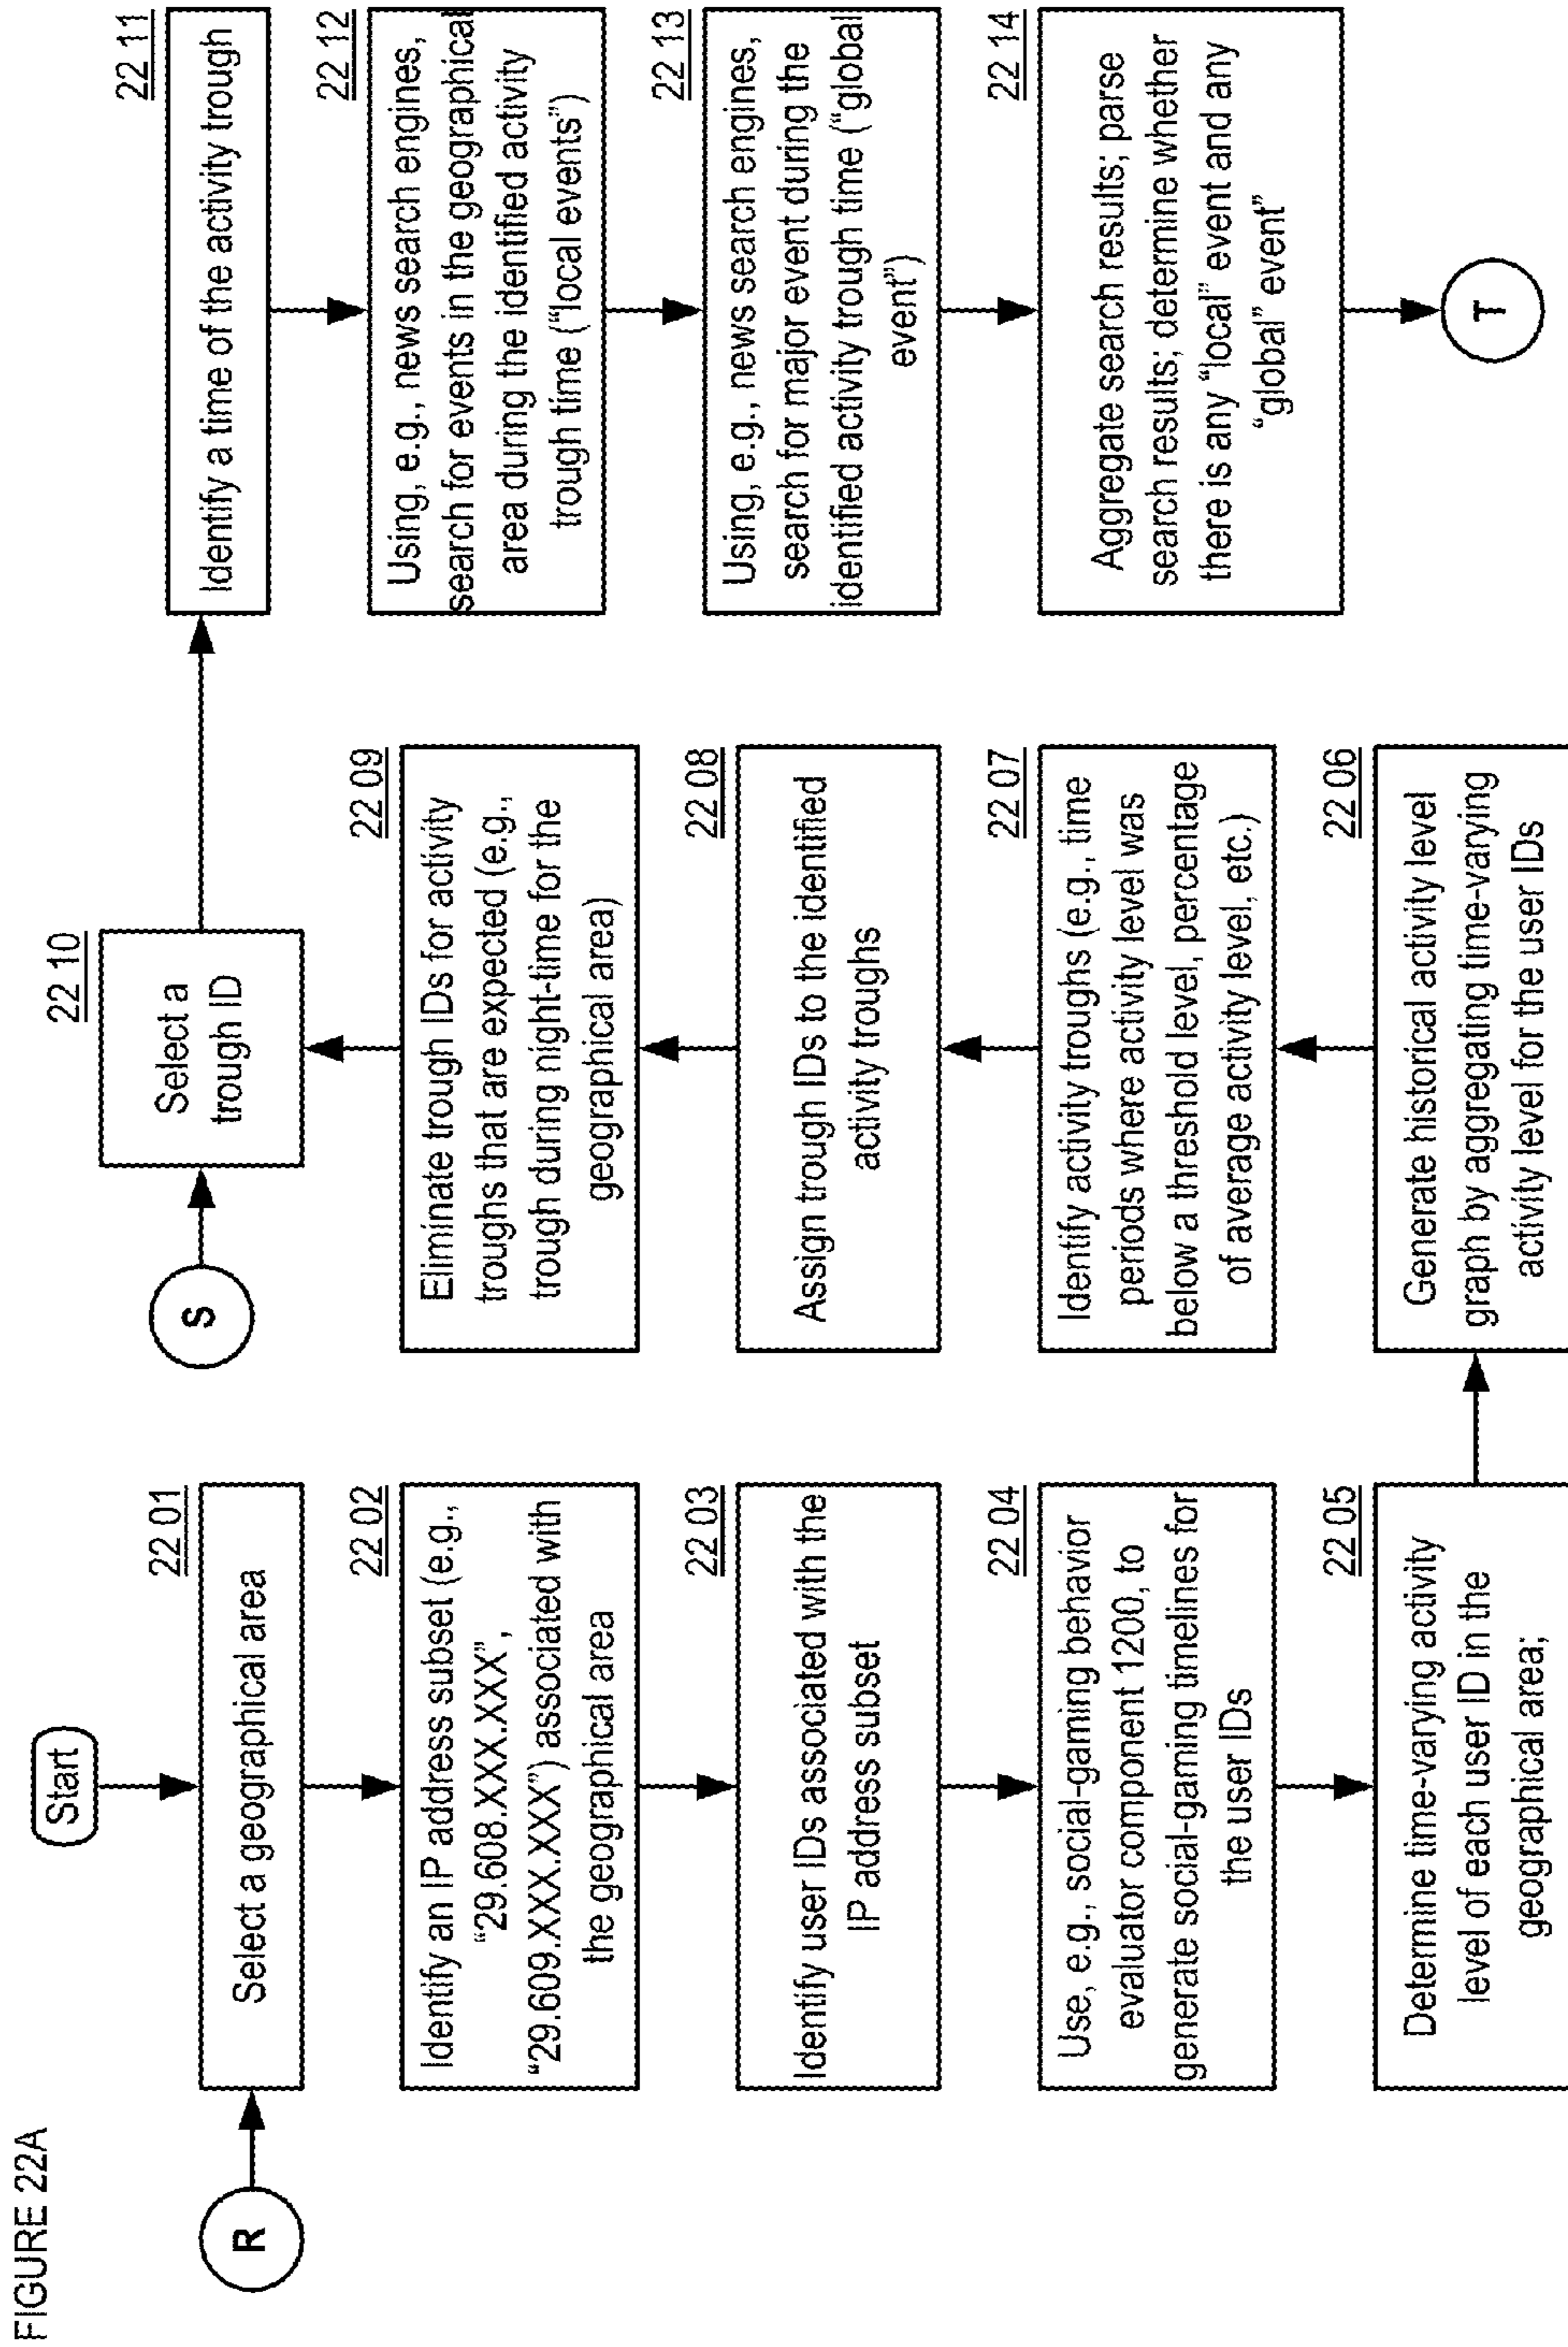 FIGURE 22A
Start
R
22 01
Select a geographical area
22 02
Identify an IP address subset (e.g.,
“29.608.XXX.XXX”,
“29.609.XXX.XXX”) associated with
the geographical area
22 03
Identify user IDs associated with the
IP address subset
22 04
Use, e.g., social-gaming behavior
evaluator component 1200, to
generate social-gaming timelines for
the user IDs
22 05
Determine time-varying activity
level of each user ID in the
geographical area;
22 06
Generate historical activity level
graph by aggregating time-varying
activity level for the user IDs
22 07
Identify activity troughs (e.g., time
periods where activity level was
below a threshold level, percentage
of average activity level, etc.)
22 08
Assign trough IDs to the identified
activity troughs
22 09
Eliminate trough IDs for activity
troughs that are expected (e.g.,
trough during night-time for the
geographical area)
S
22 10
Select a
trough ID
22 11
Identify a time of the activity trough
22 12
Using, e.g., news search engines,
search for events in the geographical
area during the identified activity
trough time (“local events”)
22 13
Using, e.g., news search engines,
search for major event during the
identified activity trough time (“global
event”)
22 14
Aggregate search results; parse
search results; determine whether
there is any “local” event and any
“global” event”
T